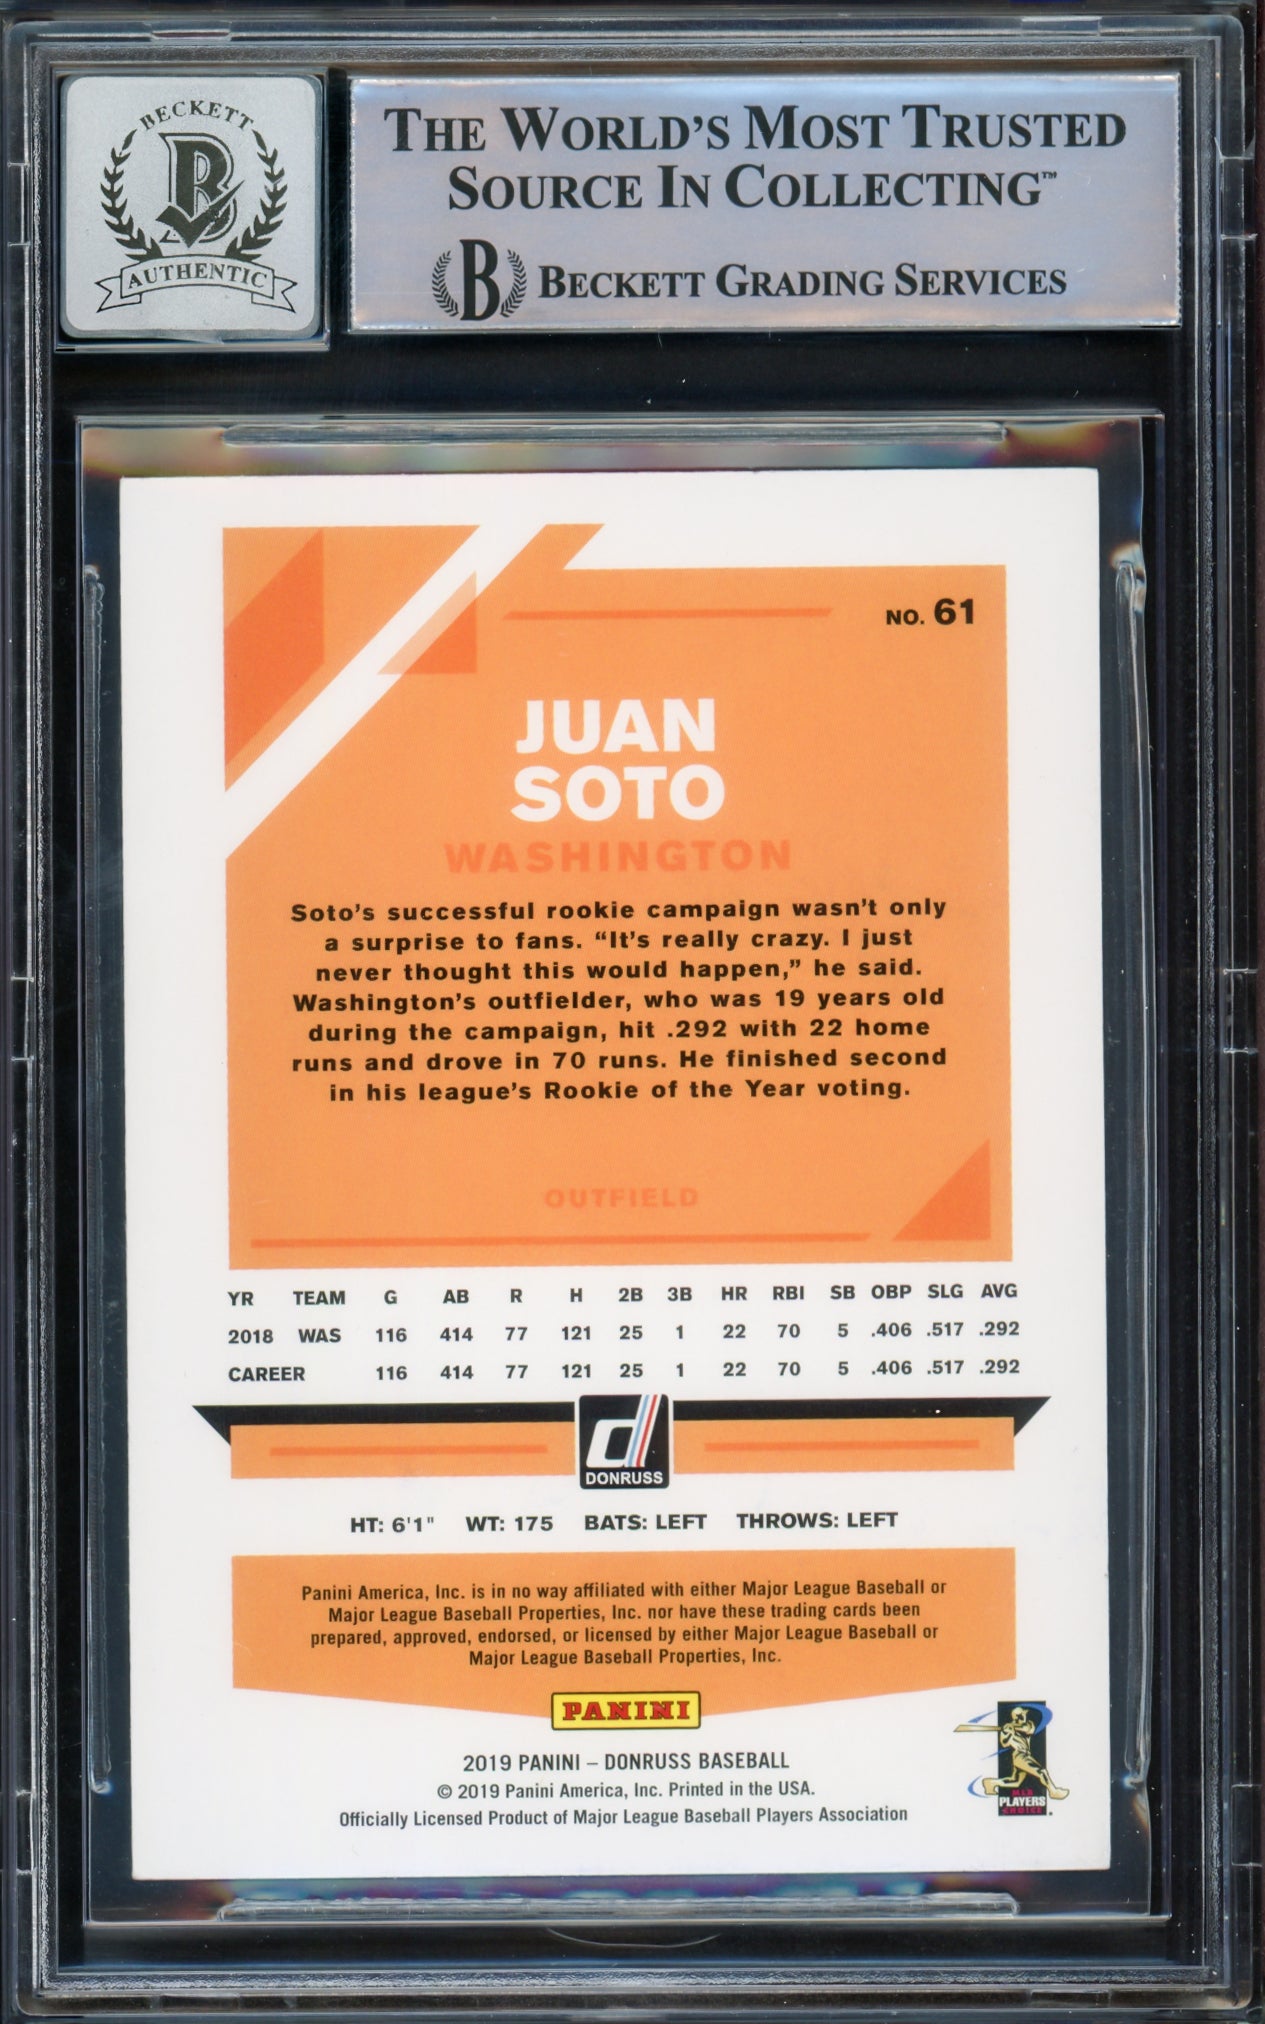 BECKETT
AUTHENTIC
THE WORLD'S MOST TRUSTED
SOURCE IN COLLECTING™
B BECKETT GRADING SERVICES
NO. 61
JUAN
SOTO
WASHINGTON
Soto's successful rookie campaign wasn't only
a surprise to fans. “It's really crazy. I just
never thought this would happen,” he said.
Washington's outfielder, who was 19 years old
during the campaign, hit .292 with 22 home
runs and drove in 70 runs. He finished second
in his league's Rookie of the Year voting.
OUTFIELD
YR TEAM G AB R H 2B 3B HR RBI SB OBP SLG AVG
2018 WAS 116 414 77 121 25 1 22 70 5 .406 .517 .292
CAREER 116 414 77 121 25 1 22 70 5 .406 .517 .292
d
DONRUSS
HT: 6'1" WT: 175 BATS: LEFT THROWS: LEFT
Panini America, Inc. is in no way affiliated with either Major League Baseball or
Major League Baseball Properties, Inc. nor have these trading cards been
prepared, approved, endorsed, or licensed by either Major League Baseball or
Major League Baseball Properties, Inc.
PANINI
2019 PANINI – DONRUSS BASEBALL
© 2019 Panini America, Inc. Printed in the USA.
Officially Licensed Product of Major League Baseball Players Association
MLB
PLAYERS
CHOICE